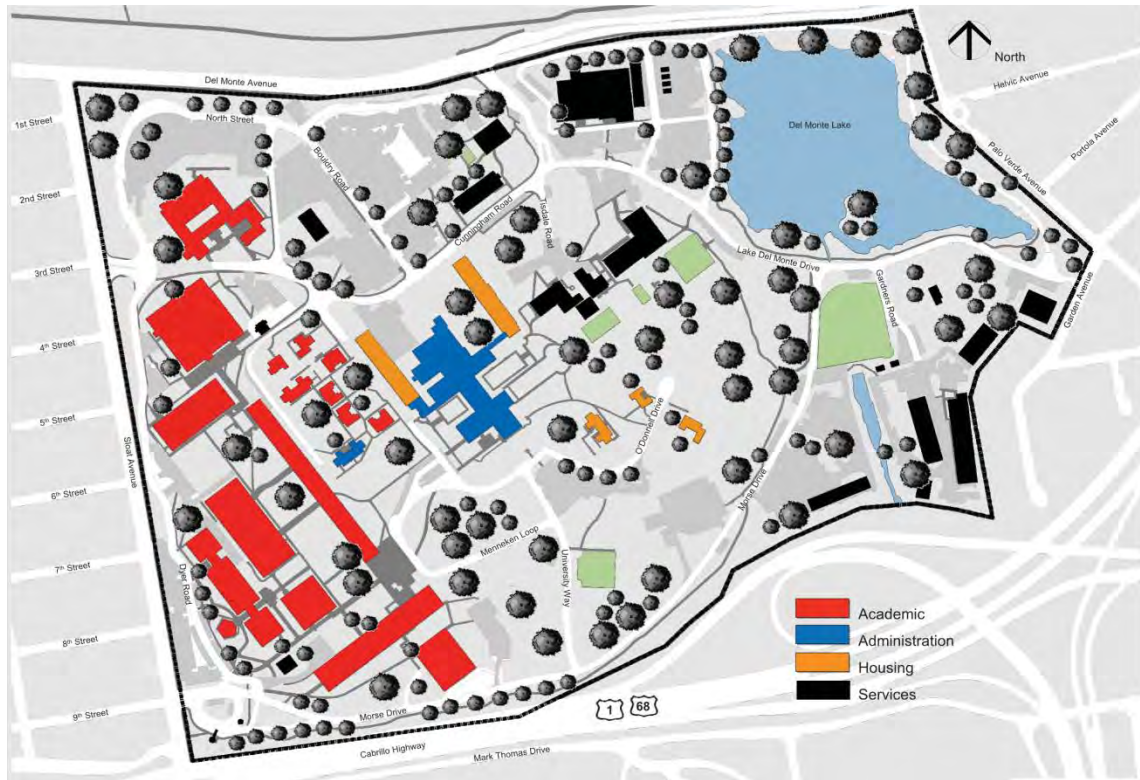 North
Helvic Avenue
Del Monte Avenue
1st Street
North Street
Del Monte Lake
Portola Avenue
Bouldry Road
Palo Verde Avenue
2nd Street
Cunningham Road
Tisdale Road
3rd Street
Lake Del Monte Drive
Gardners Road
Garden Avenue
4th Street
5th Street
O'Donnell Drive
Sloat Avenue
6th Street
Morse Drive
Menneken Loop
7th Street
Dyer Road
University Way
8th Street
Academic
Administration
Housing
Services
9th Street
Morse Drive
1
68
Cabrillo Highway
Mark Thomas Drive